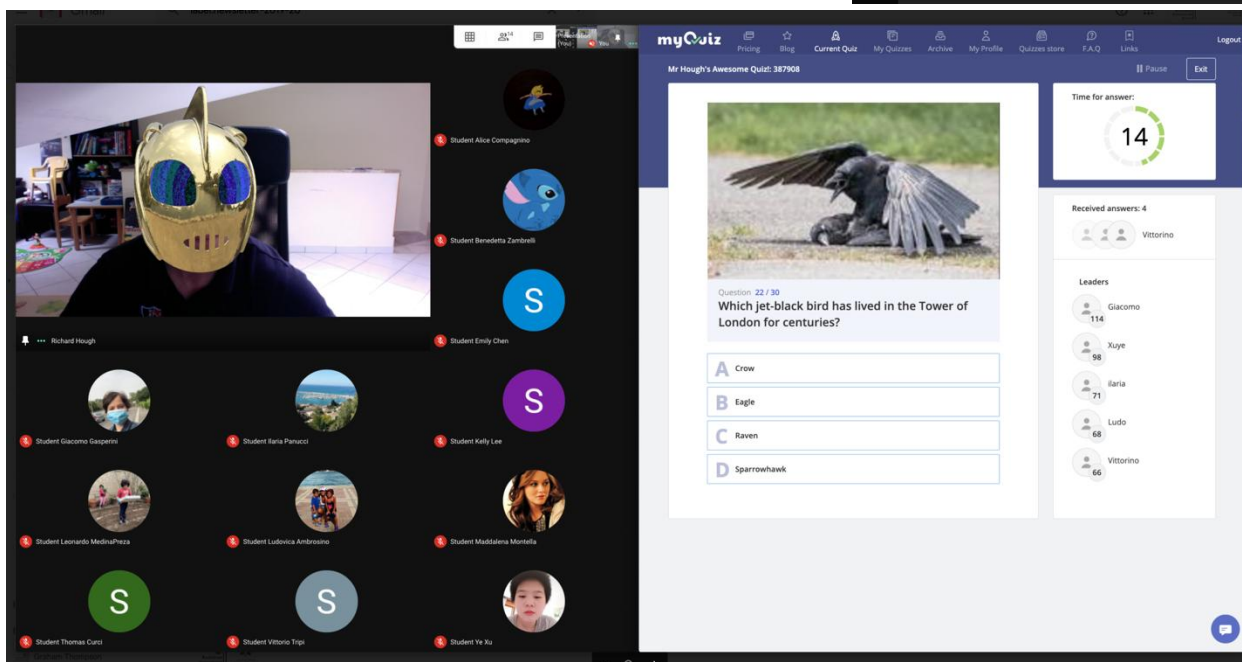 14
(You)
You
Student Alice Compagnino
Student Benedetta Zambrelli
S
Student Emily Chen
Richard Hough
S
Student Giacomo Gasperini
Student Ilaria Panucci
Student Kelly Lee
Student Leonardo MedinaPreza
Student Ludovica Ambrosino
Student Maddalena Montella
S
S
Student Thomas Curci
Student Vittorio Tripi
Student Ye Xu
myQuiz
Pricing
Blog
Current Quiz
My Quizzes
Archive
My Profile
Quizzes store
F.A.Q
Links
Logout
Mr Hough's Awesome Quiz!: 387908
Pause
Exit
Question 22 / 30
Which jet-black bird has lived in the Tower of
London for centuries?
A Crow
B Eagle
C Raven
D Sparrowhawk
Time for answer:
14
Received answers: 4
Vittorino
Leaders
Giacomo
114
Xuye
98
ilaria
71
Ludo
68
Vittorino
66